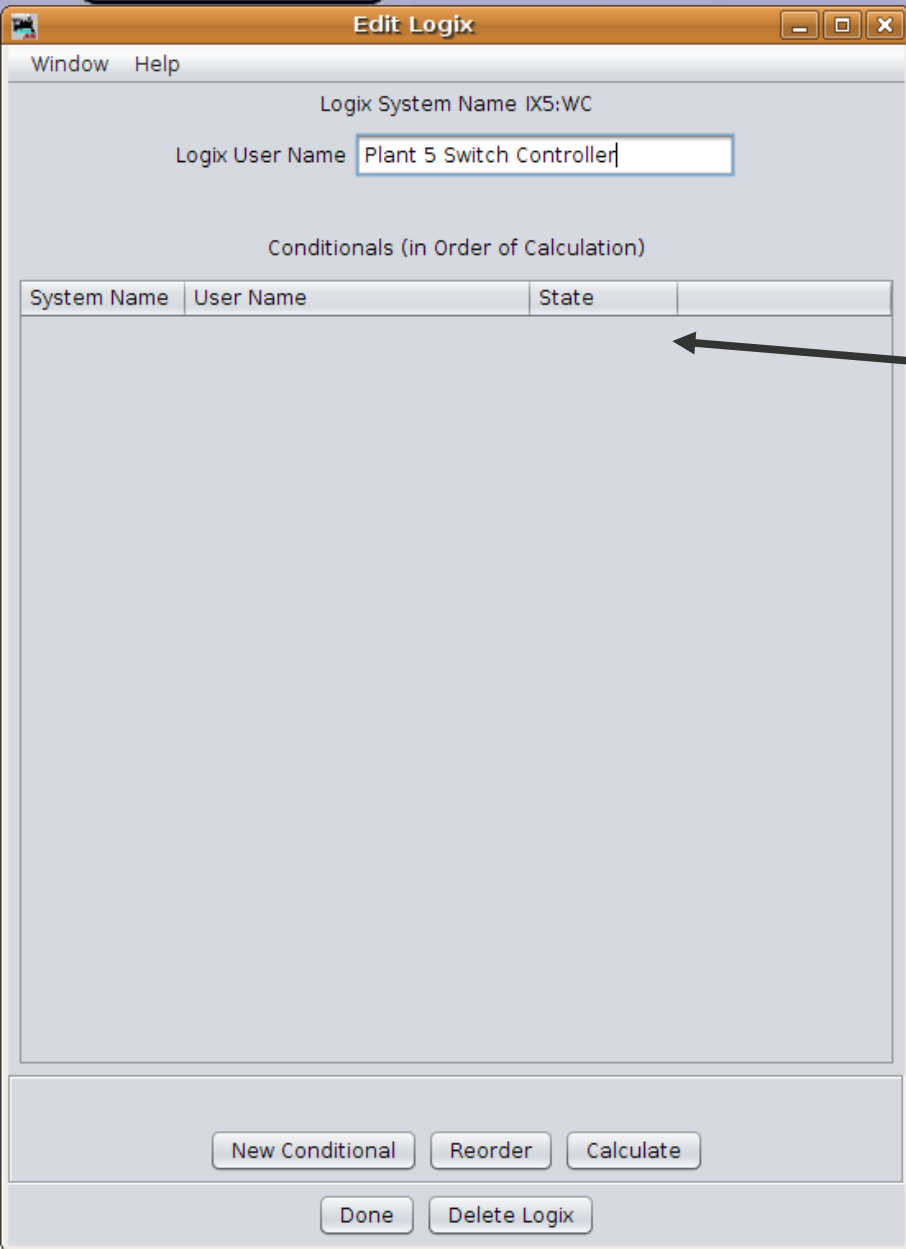 Edit Logix
Window Help
Logix System Name IX5:WC
Logix User Name Plant 5 Switch Controller
Conditionals (in Order of Calculation)
System Name User Name State
New Conditional Reorder Calculate
Done Delete Logix